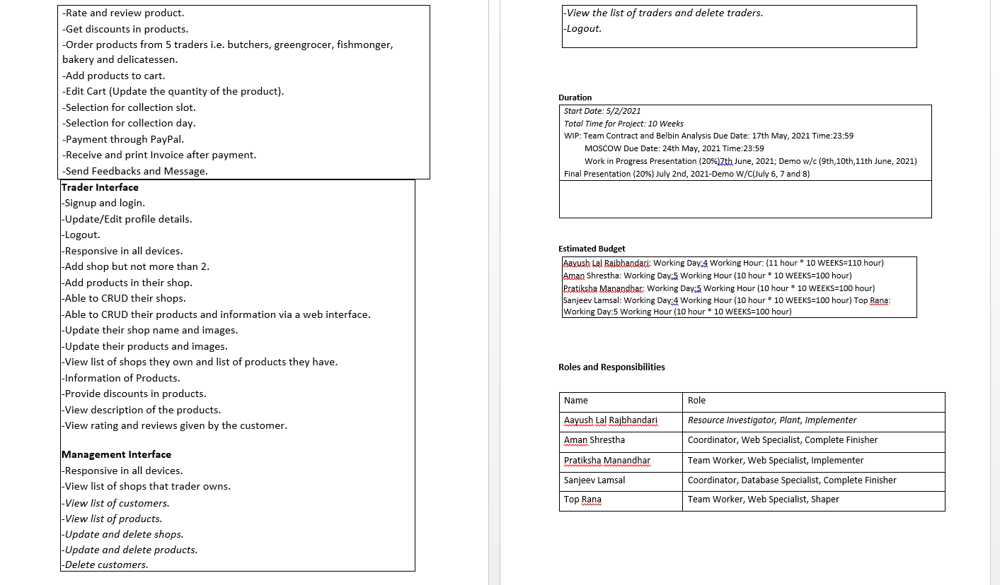 -Rate and review product.
-Get discounts in products.
-Order products from 5 traders i.e. butchers, greengrocer, fishmonger,
bakery and delicatessen.
-Add products to cart.
-Edit Cart (Update the quantity of the product).
-Selection for collection slot.
-Selection for collection day.
-Payment through PayPal.
-Receive and print Invoice after payment.
-Send Feedbacks and Message.
Trader Interface
-Signup and login.
-Update/Edit profile details.
-Logout.
-Responsive in all devices.
-Add shop but not more than 2.
-Add products in their shop.
-Able to CRUD their shops.
-Able to CRUD their products and information via a web interface.
-Update their shop name and images.
-Update their products and images.
-View list of shops they own and list of products they have.
-Information of Products.
-Provide discounts in products.
-View description of the products.
-View rating and reviews given by the customer.
Management Interface
-Responsive in all devices.
-View list of shops that trader owns.
-View list of customers.
-View list of products.
-Update and delete shops.
-Update and delete products.
-Delete customers.
-View the list of traders and delete traders.
-Logout.
Duration
Start Date: 5/2/2021
Total Time for Project: 10 Weeks
WIP: Team Contract and Belbin Analysis Due Date: 17th May, 2021 Time:23:59
MOSCOW Due Date: 24th May, 2021 Time:23:59
Work in Progress Presentation (20%)7th June, 2021; Demo w/c (9th,10th,11th June, 2021)
Final Presentation (20%) July 2nd, 2021-Demo W/C(July 6, 7 and 8)
Estimated Budget
Aayush Lal Rajbhandari: Working Day:4 Working Hour: (11 hour * 10 WEEKS=110 hour)
Aman Shrestha: Working Day:5 Working Hour (10 hour * 10 WEEKS=100 hour)
Pratiksha Manandhar: Working Day:5 Working Hour (10 hour * 10 WEEKS=100 hour)
Sanjeev Lamsal: Working Day:4 Working Hour (10 hour * 10 WEEKS=100 hour) Top Rana:
Working Day:5 Working Hour (10 hour * 10 WEEKS=100 hour)
Roles and Responsibilities
Name Role
Aayush Lal Rajbhandari Resource Investigator, Plant, Implementer
Aman Shrestha Coordinator, Web Specialist, Complete Finisher
Pratiksha Manandhar Team Worker, Web Specialist, Implementer
Sanjeev Lamsal Coordinator, Database Specialist, Complete Finisher
Top Rana Team Worker, Web Specialist, Shaper